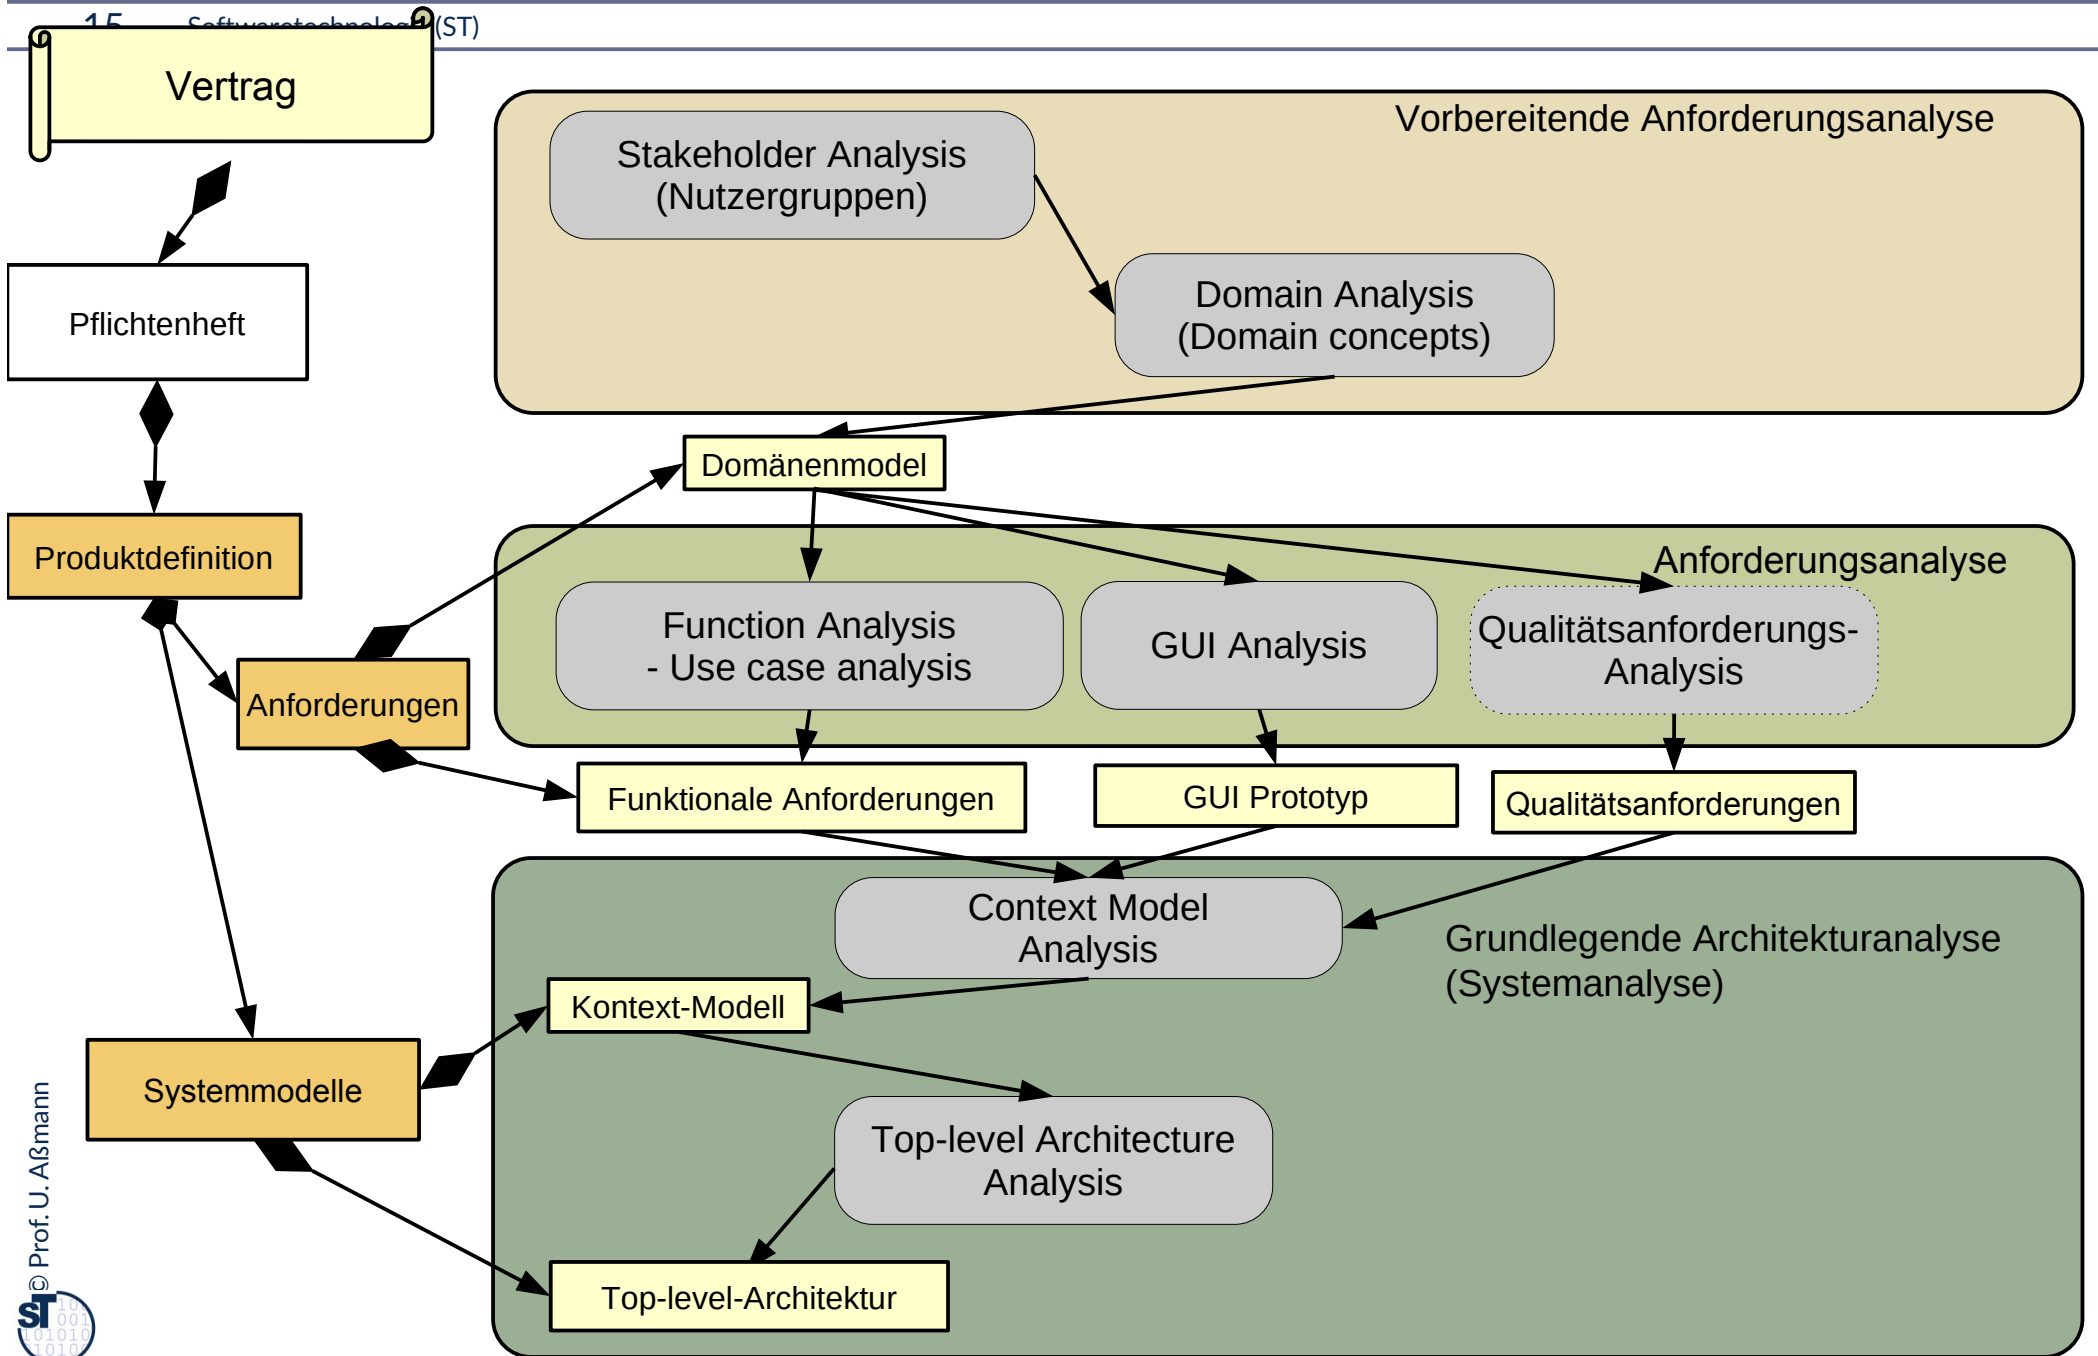 (ST)
Vertrag
Vorbereitende Anforderungsanalyse
Stakeholder Analysis
(Nutzergruppen)
Domain Analysis
(Domain concepts)
Pflichtenheft
Domänenmodel
Produktdefinition
Anforderungsanalyse
Function Analysis
- Use case analysis
GUI Analysis
Qualitätsanforderungs-
Analysis
Anforderungen
Funktionale Anforderungen
GUI Prototyp
Qualitätsanforderungen
Context Model
Analysis
Grundlegende Architekturanalyse
(Systemanalyse)
Kontext-Modell
Systemmodelle
Top-level Architecture
Analysis
Top-level-Architektur
© Prof. U. Aßmann
ST